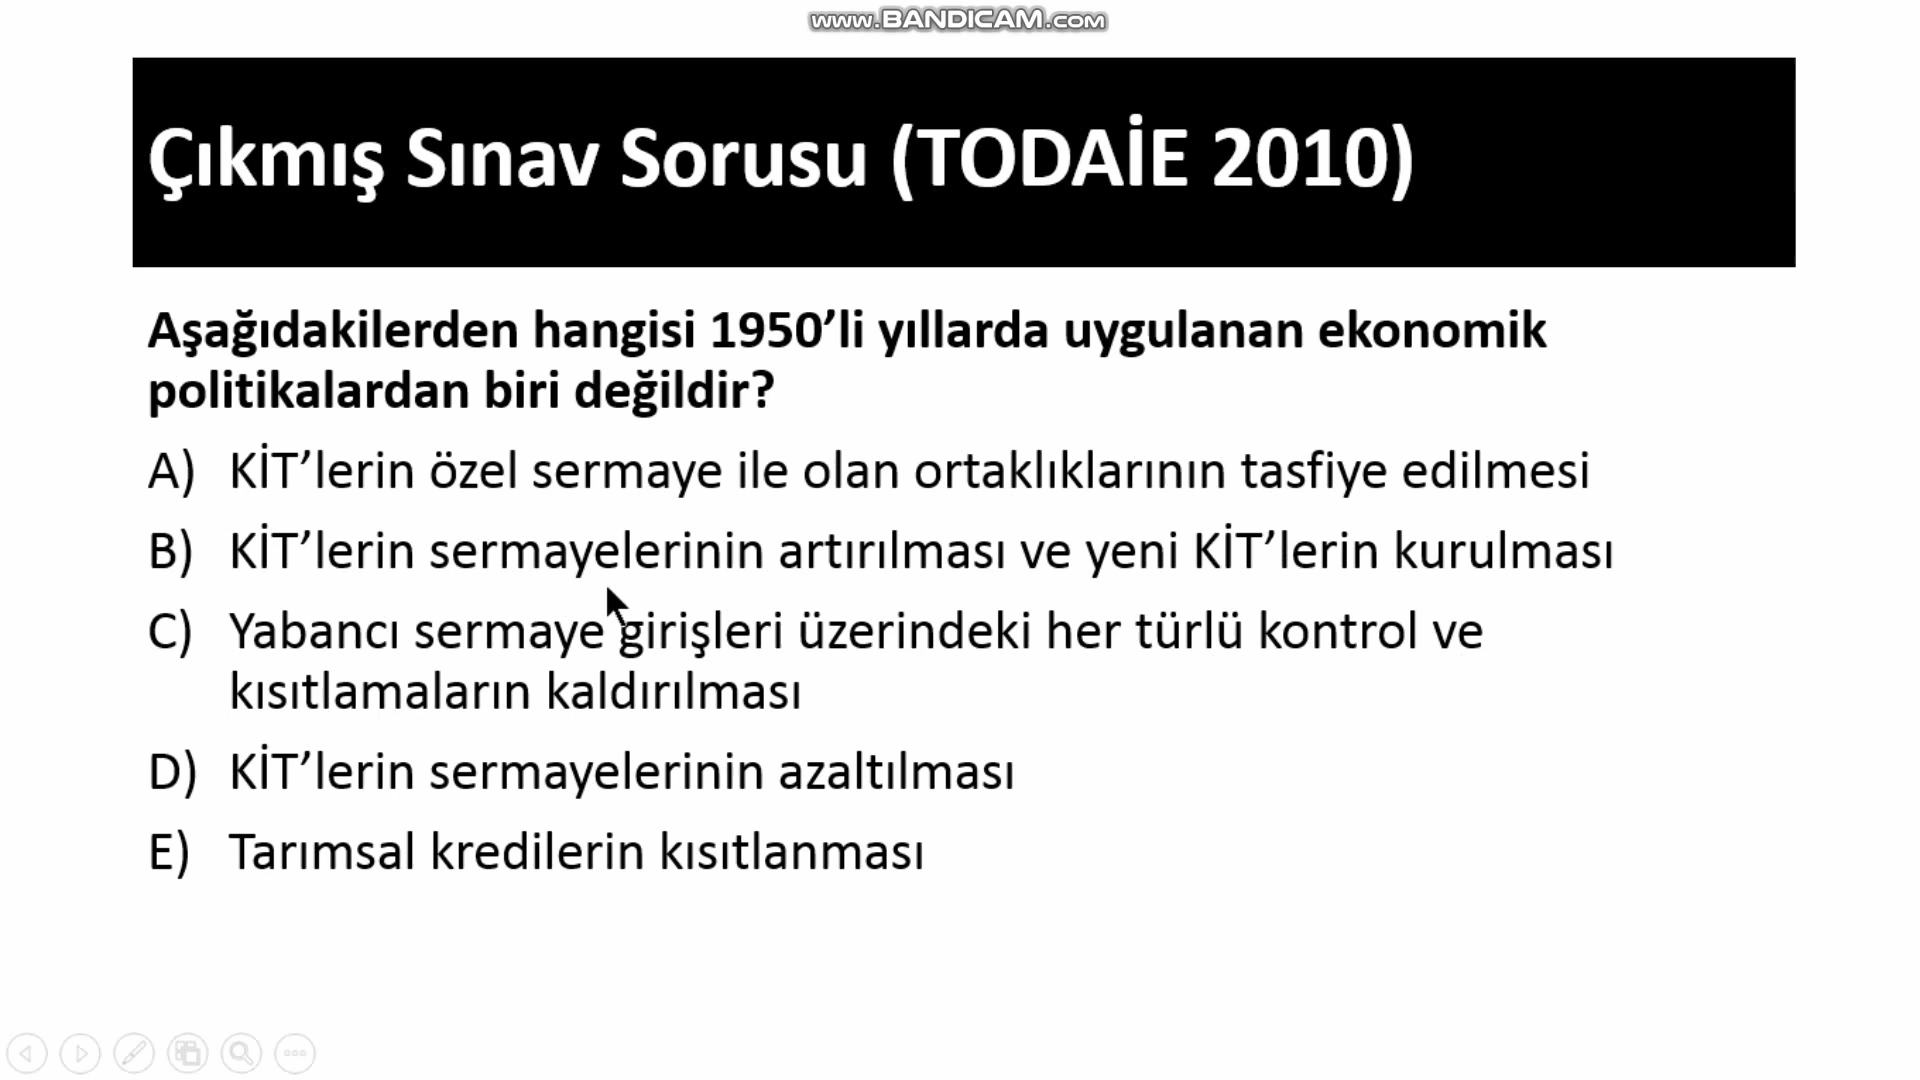 www.BANDICAM.com
Çıkmış Sınav Sorusu (TODAİE 2010)
Aşağıdakilerden hangisi 1950’li yıllarda uygulanan ekonomik
politikalardan biri değildir?
A) KİT’lerin özel sermaye ile olan ortaklıklarının tasfiye edilmesi
B) KİT’lerin sermayelerinin artırılması ve yeni KİT’lerin kurulması
C) Yabancı sermaye girişleri üzerindeki her türlü kontrol ve
kısıtlamaların kaldırılması
D) KİT’lerin sermayelerinin azaltılması
E) Tarımsal kredilerin kısıtlanması